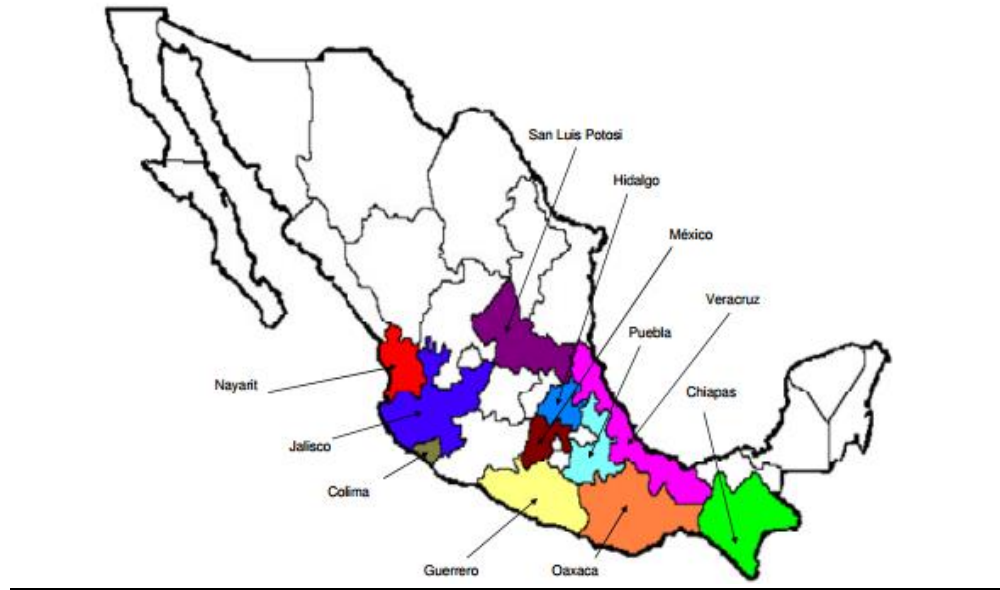 San Luis Potosi
Hidalgo
México
Veracruz
Puebla
Nayarit
Chiapas
Jalisco
Colima
Guerrero
Oaxaca